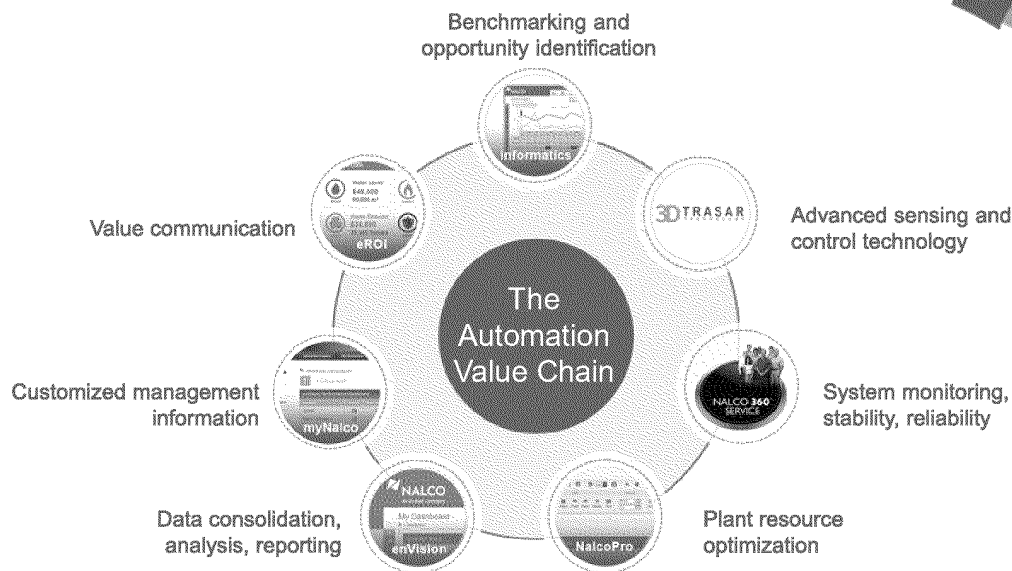 Benchmarking and
opportunity identification
Informatics
3D TRASAR
Advanced sensing and
control technology
Value communication
eROI
The
Automation
Value Chain
NALCO 360
SERVICE
System monitoring,
stability, reliability
Customized management
information
myNalco
NALCO
My Dashboard
enVision
Data consolidation,
analysis, reporting
NalcoPro
Plant resource
optimization